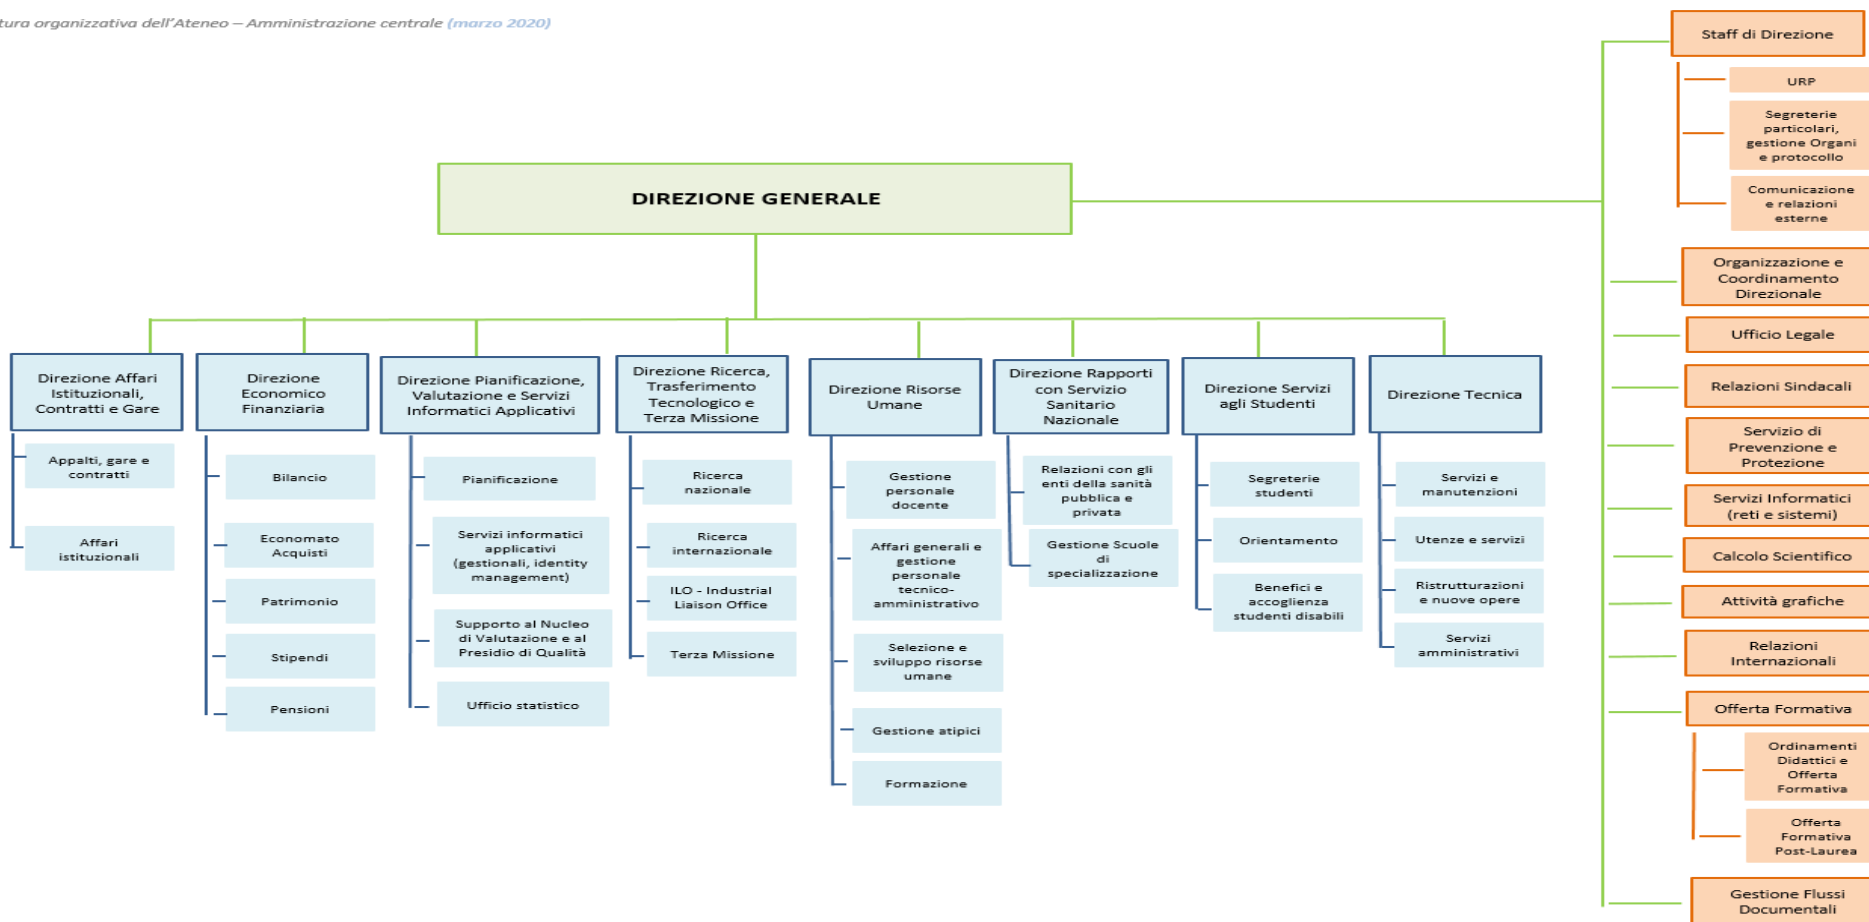 tura organizzativa dell'Ateneo – Amministrazione centrale (marzo 2020)
DIREZIONE GENERALE
Direzione Affari
Istituzionali,
Contratti e Gare
Appalti, gare e
contratti
Affari
istituzionali
Direzione
Economico
Finanziaria
Bilancio
Economato
Acquisti
Patrimonio
Stipendi
Pensioni
Direzione Pianificazione,
Valutazione e Servizi
Informatici Applicativi
Pianificazione
Servizi informatici
applicativi
(gestionali, identity
management)
Supporto al Nucleo
di Valutazione e al
Presidio di Qualità
Ufficio statistico
Direzione Ricerca,
Trasferimento
Tecnologico e
Terza Missione
Ricerca
nazionale
Ricerca
internazionale
ILO - Industrial
Liaison Office
Terza Missione
Direzione Risorse
Umane
Gestione
personale
docente
Affari generali e
gestione
personale
tecnico-
amministrativo
Selezione e
sviluppo risorse
umane
Gestione atipici
Formazione
Direzione Rapporti
con Servizio
Sanitario
Nazionale
Relazioni con gli
enti della sanità
pubblica e
privata
Gestione Scuole
di
specializzazione
Direzione Servizi
agli Studenti
Segreterie
studenti
Orientamento
Benefici e
accoglienza
studenti disabili
Direzione Tecnica
Servizi e
manutenzioni
Utenze e servizi
Ristrutturazioni
e nuove opere
Servizi
amministrativi
Staff di Direzione
URP
Segreterie
particolari,
gestione Organi
e protocollo
Comunicazione
e relazioni
esterne
Organizzazione e
Coordinamento
Direzionale
Ufficio Legale
Relazioni Sindacali
Servizio di
Prevenzione e
Protezione
Servizi Informatici
(reti e sistemi)
Calcolo Scientifico
Attività grafiche
Relazioni
Internazionali
Offerta Formativa
Ordinamenti
Didattici e
Offerta
Formativa
Offerta
Formativa
Post-Laurea
Gestione Flussi
Documentali